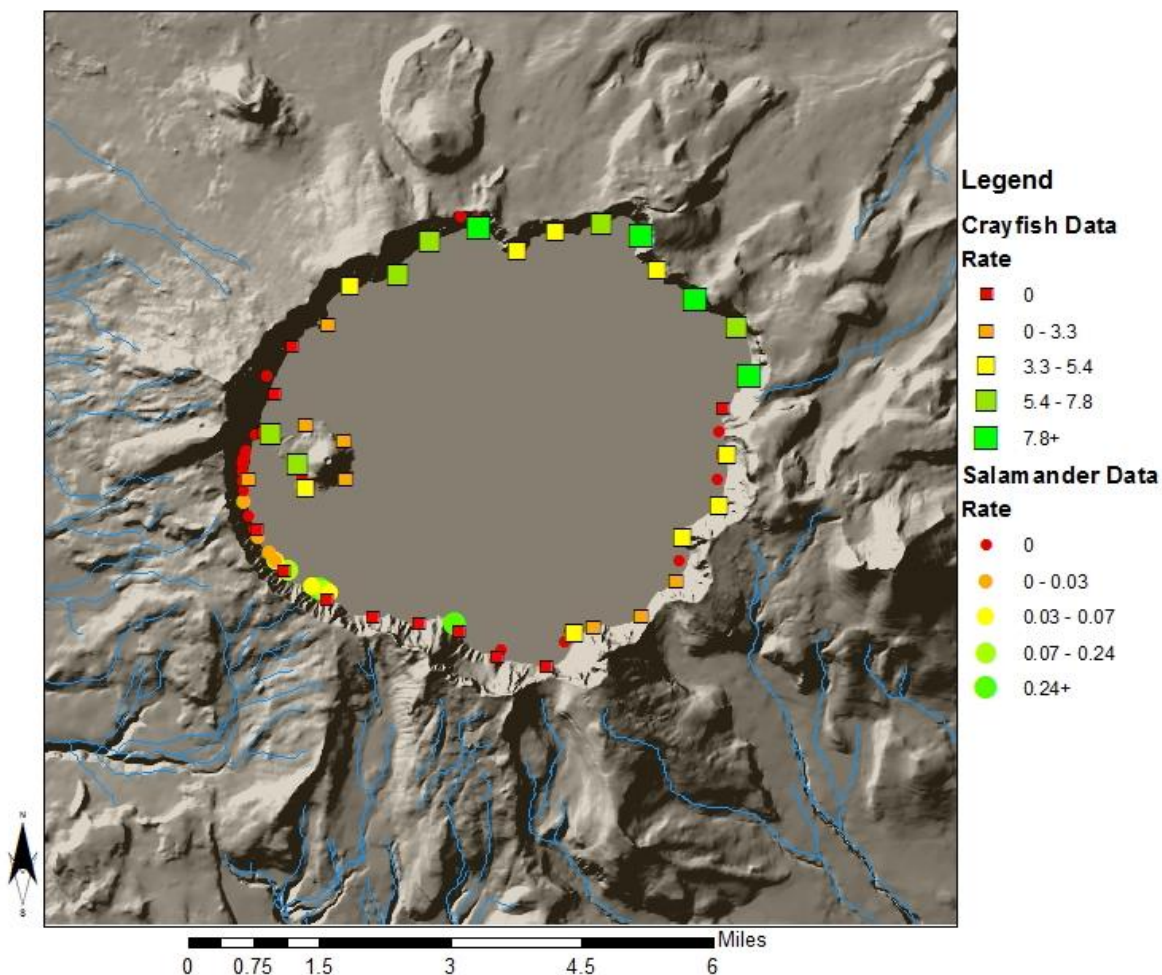 Legend
Crayfish Data
Rate
0
0 - 3.3
3.3 - 5.4
5.4 - 7.8
7.8+
Salamander Data
Rate
0
0 - 0.03
0.03 - 0.07
0.07 - 0.24
0.24+
N
S
Miles
0 0.75 1.5 3 4.5 6